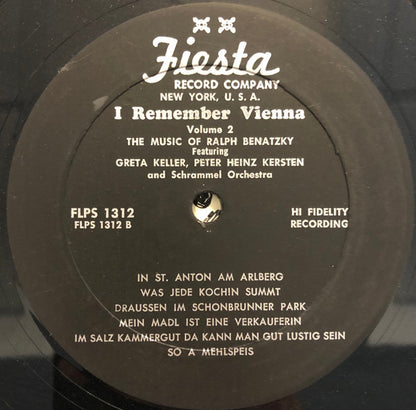 Fiesta
RECORD COMPANY
NEW YORK, U. S. A.
I Remember Vienna
Volume 2
THE MUSIC OF RALPH BENATZKY
Featuring
GRETA KELLER, PETER HEINZ KERSTEN
and Schrammel Orchestra
FLPS 1312
FLPS 1312 B
HI FIDELITY
RECORDING
IN ST. ANTON AM ARLBERG
WAS JEDE KOCHIN SUMMT
DRAUSSEN IM SCHONBRUNNER PARK
MEIN MADL IST EINE VERKAUFERIN
IM SALZ KAMMERGUT DA KANN MAN GUT LUSTIG SEIN
SO A MEHLSPEIS